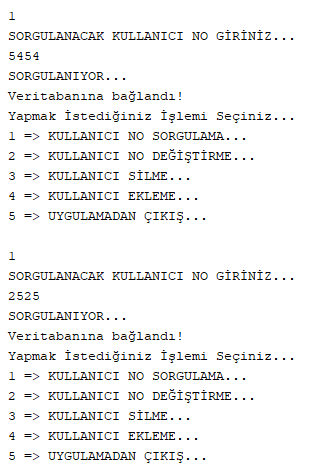 1
SORGULANACAK KULLANICI NO GİRİNİZ...
5454
SORGULANIYOR...
Veritabanına bağlandı!
Yapmak İstediğiniz İşlemi Seçiniz...
1 => KULLANICI NO SORGULAMA...
2 => KULLANICI NO DEĞİŞTİRME...
3 => KULLANICI SİLME...
4 => KULLANICI EKLEME...
5 => UYGULAMADAN ÇIKIŞ...
1
SORGULANACAK KULLANICI NO GİRİNİZ...
2525
SORGULANIYOR...
Veritabanına bağlandı!
Yapmak İstediğiniz İşlemi Seçiniz...
1 => KULLANICI NO SORGULAMA...
2 => KULLANICI NO DEĞİŞTİRME...
3 => KULLANICI SİLME...
4 => KULLANICI EKLEME...
5 => UYGULAMADAN ÇIKIŞ...